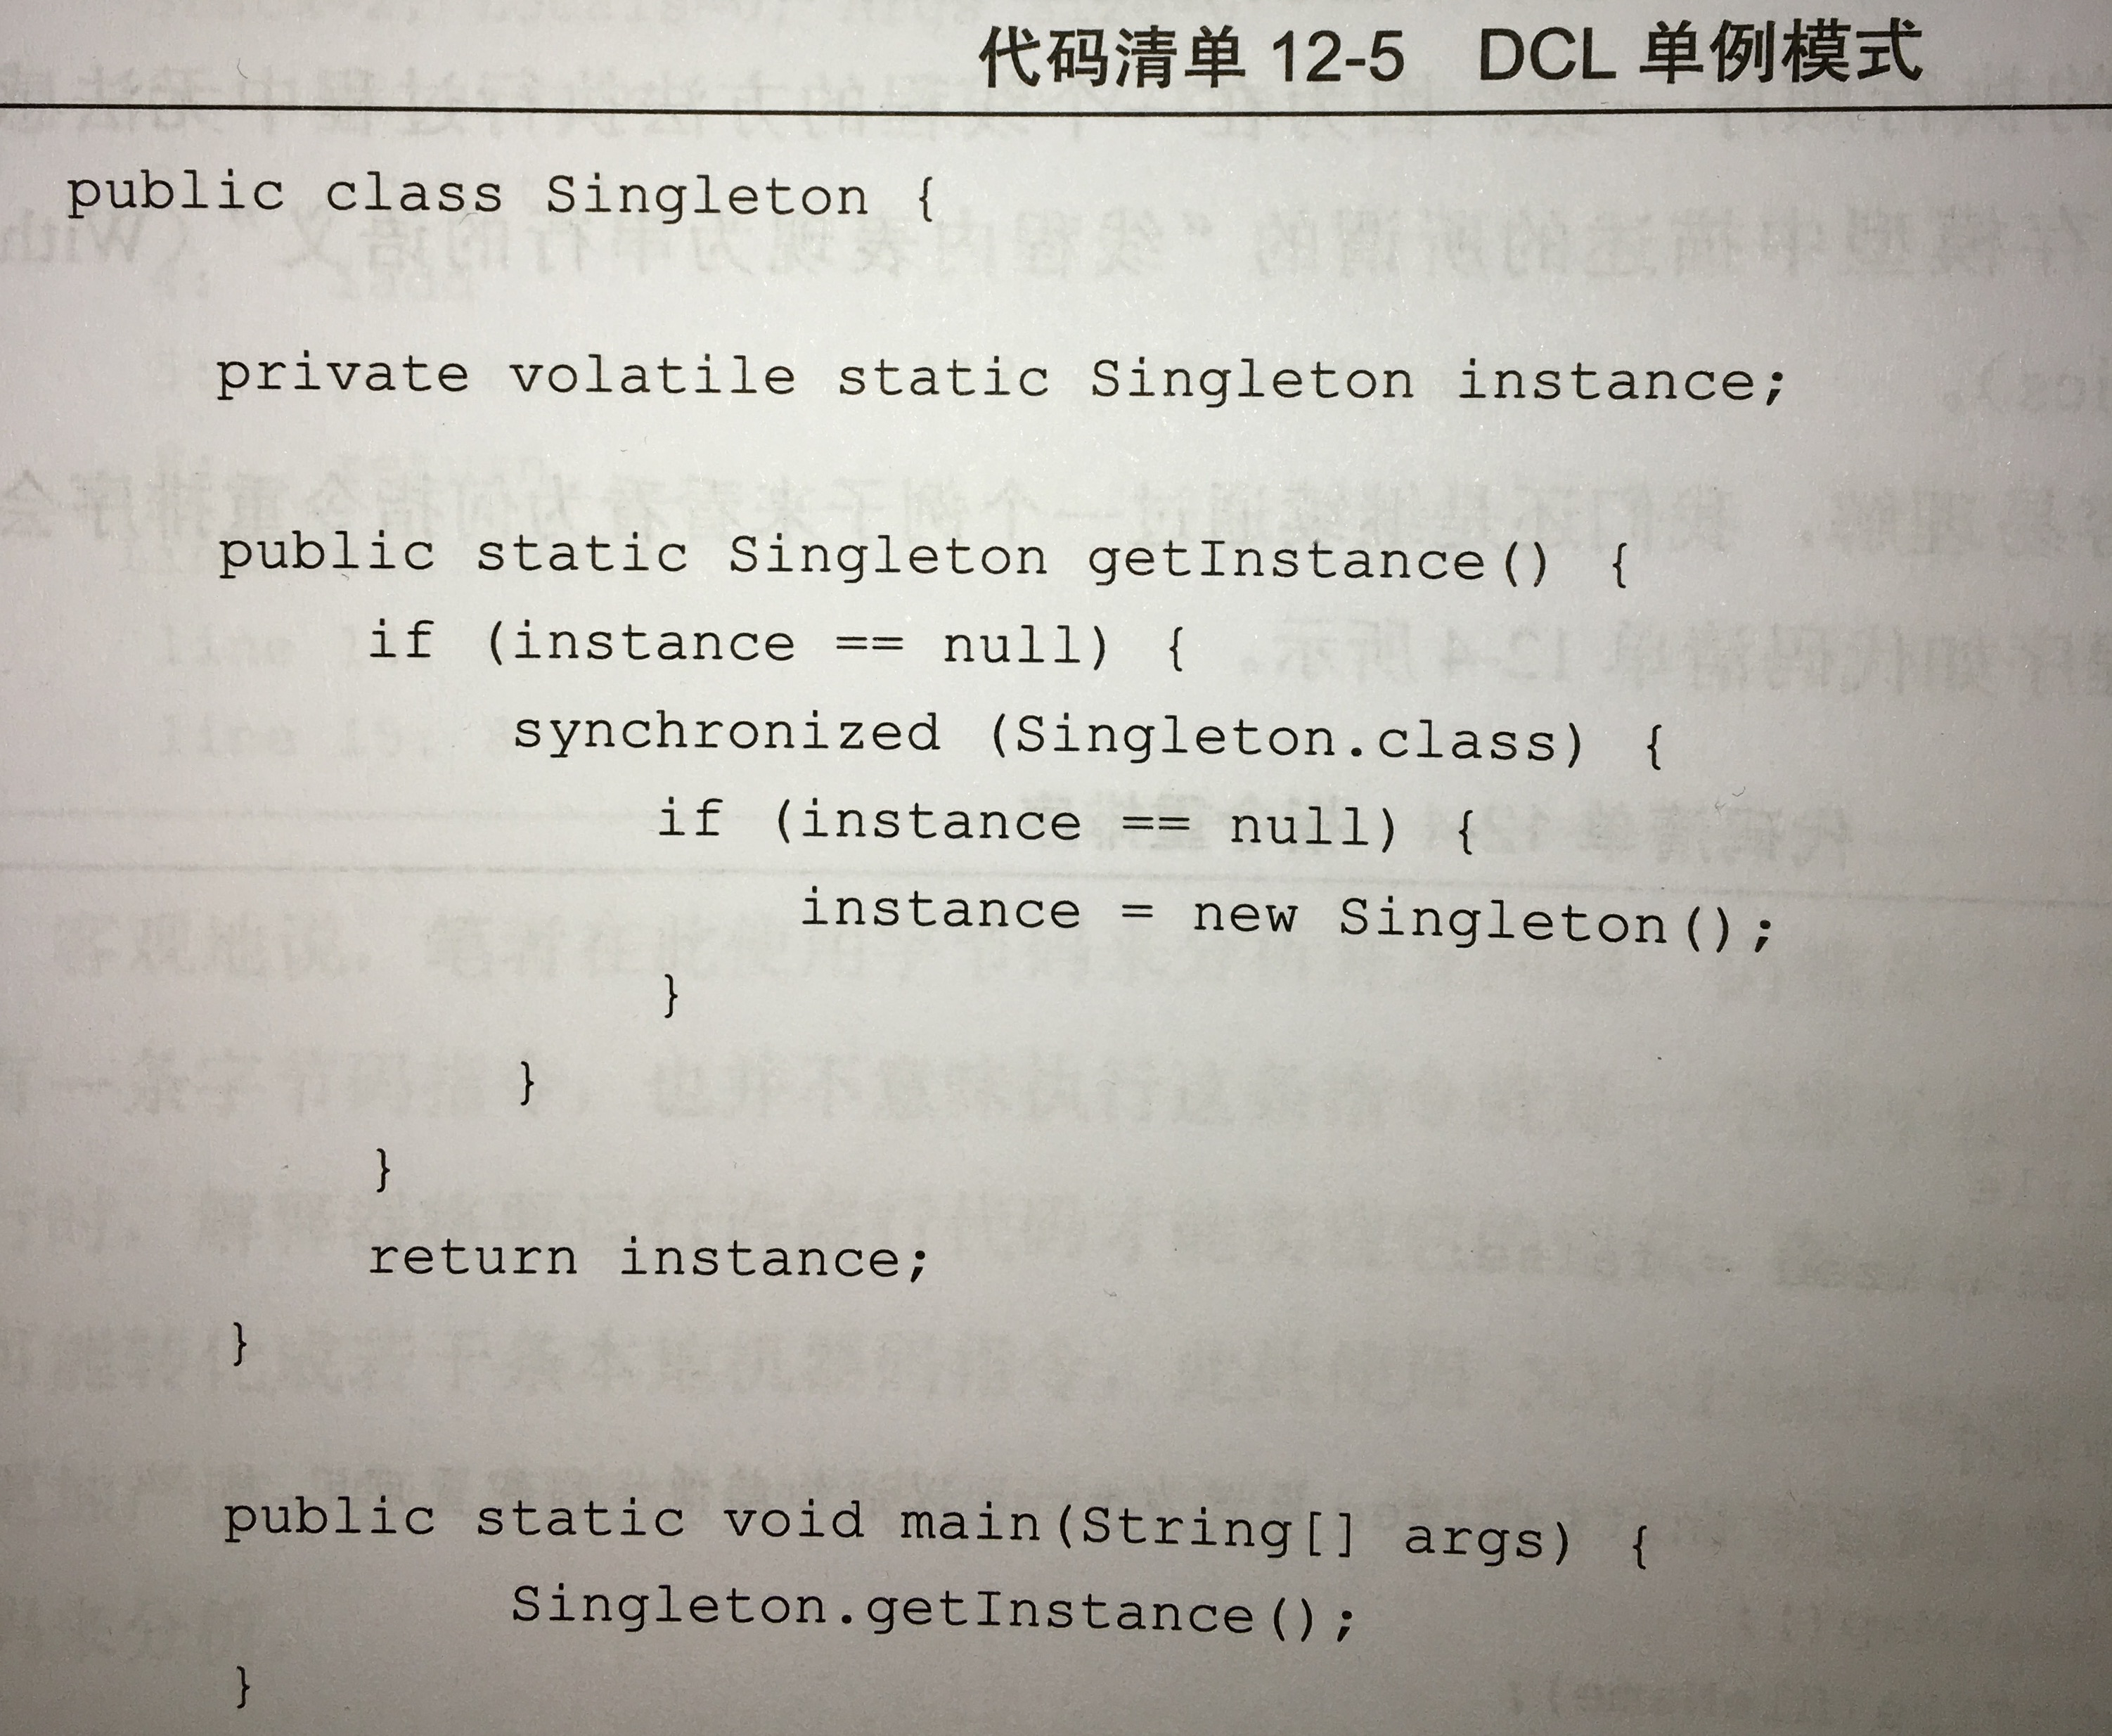 代码清单 12-5 DCL 单例模式
public class Singleton {
private volatile static Singleton instance;
public static Singleton getInstance() {
if (instance == null) {
synchronized (Singleton.class) {
if (instance == null) {
instance = new Singleton();
}
}
}
return instance;
}
public static void main(String[] args) {
Singleton.getInstance();
}